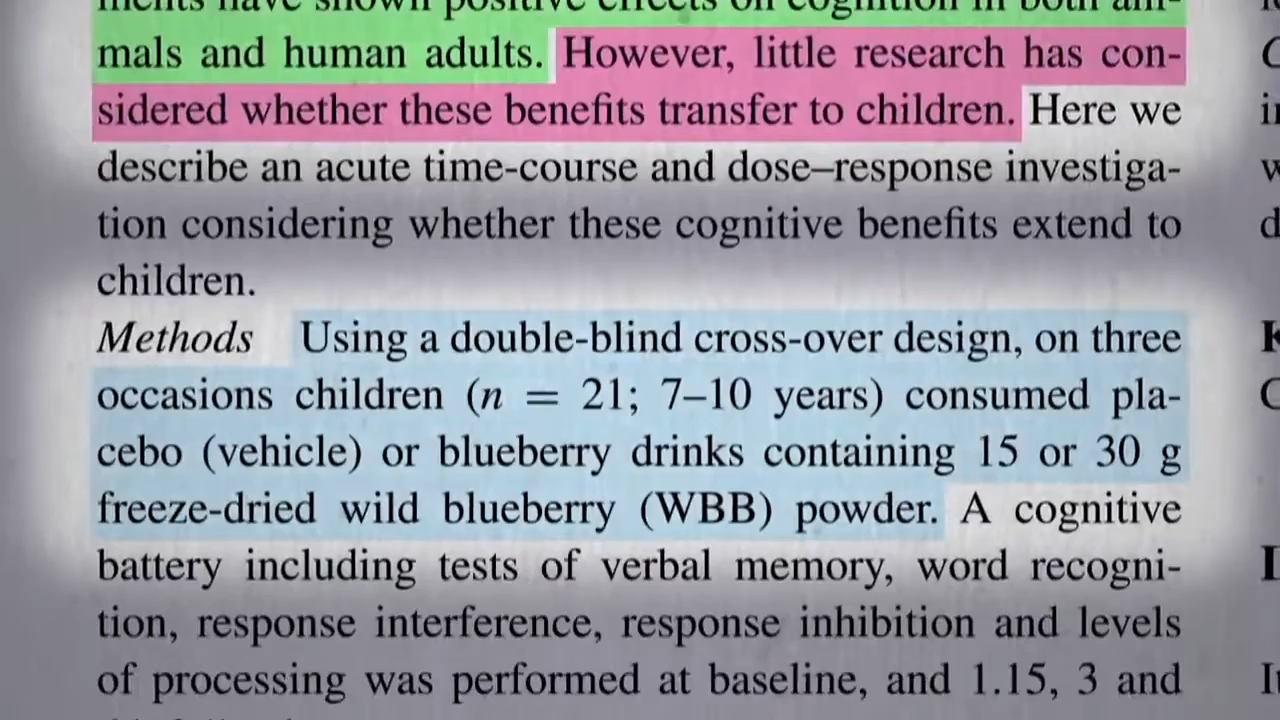 mals and human adults. However, little research has con-
sidered whether these benefits transfer to children. Here we
describe an acute time-course and dose–response investiga-
tion considering whether these cognitive benefits extend to
children.
Methods Using a double-blind cross-over design, on three
occasions children (n = 21; 7–10 years) consumed pla-
cebo (vehicle) or blueberry drinks containing 15 or 30 g
freeze-dried wild blueberry (WBB) powder. A cognitive
battery including tests of verbal memory, word recogni-
tion, response interference, response inhibition and levels
of processing was performed at baseline, and 1.15, 3 and